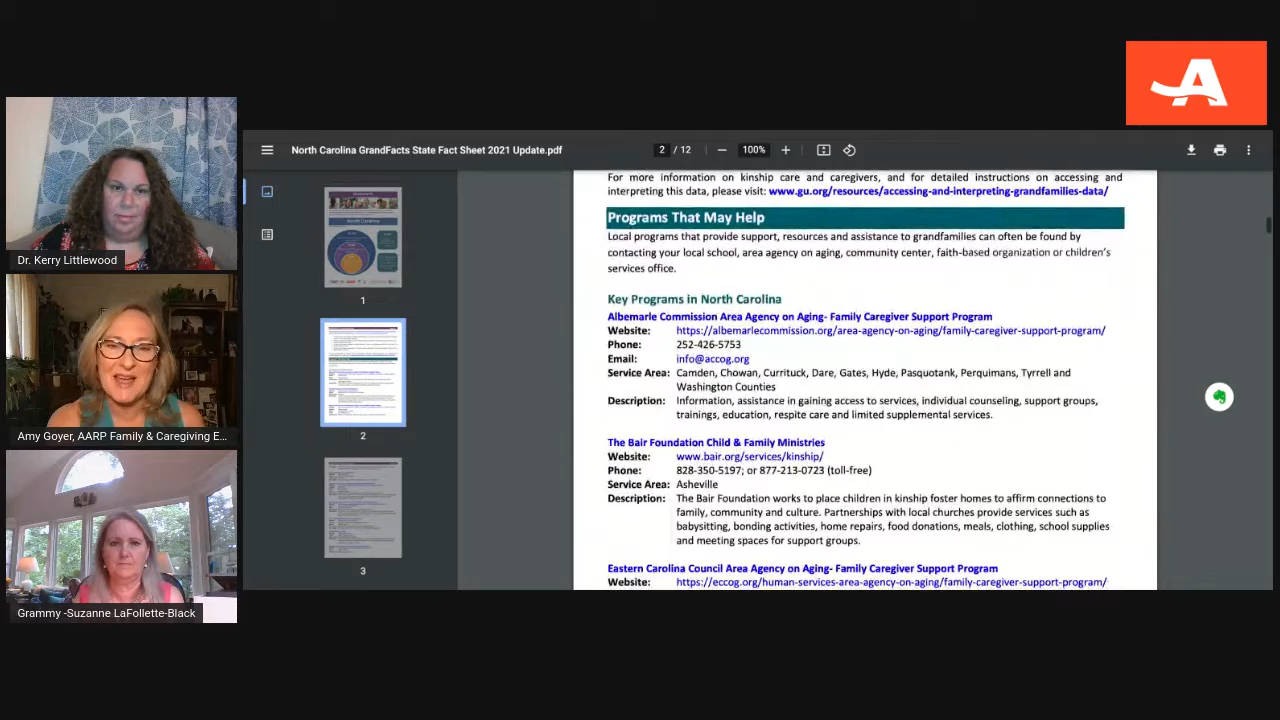 Dr. Kerry Littlewood
Amy Goyer, AARP Family & Caregiving E...
Grammy -Suzanne LaFollette-Black
North Carolina GrandFacts State Fact Sheet 2021 Update.pdf
2 / 12
100%
1
2
3
For more information on kinship care and caregivers, and for detailed instructions on accessing and
interpreting this data, please visit: www.gu.org/resources/accessing-and-interpreting-grandfamilies-data/
Programs That May Help
Local programs that provide support, resources and assistance to grandfamilies can often be found by
contacting your local school, area agency on aging, community center, faith-based organization or children's
services office.
Key Programs in North Carolina
Albemarle Commission Area Agency on Aging- Family Caregiver Support Program
Website: https://albemarlecommission.org/area-agency-on-aging/family-caregiver-support-program/
Phone: 252-426-5753
Email: info@accog.org
Service Area: Camden, Chowan, Currituck, Dare, Gates, Hyde, Pasquotank, Perquimans, Tyrrell and
Washington Counties
Description: Information, assistance in gaining access to services, individual counseling, support groups,
trainings, education, respite care and limited supplemental services.
The Bair Foundation Child & Family Ministries
Website: www.bair.org/services/kinship/
Phone: 828-350-5197; or 877-213-0723 (toll-free)
Service Area: Asheville
Description: The Bair Foundation works to place children in kinship foster homes to affirm connections to
family, community and culture. Partnerships with local churches provide services such as
babysitting, bonding activities, home repairs, food donations, meals, clothing, school supplies
and meeting spaces for support groups.
Eastern Carolina Council Area Agency on Aging- Family Caregiver Support Program
Website: https://eccog.org/human-services-area-agency-on-aging/family-caregiver-support-program/